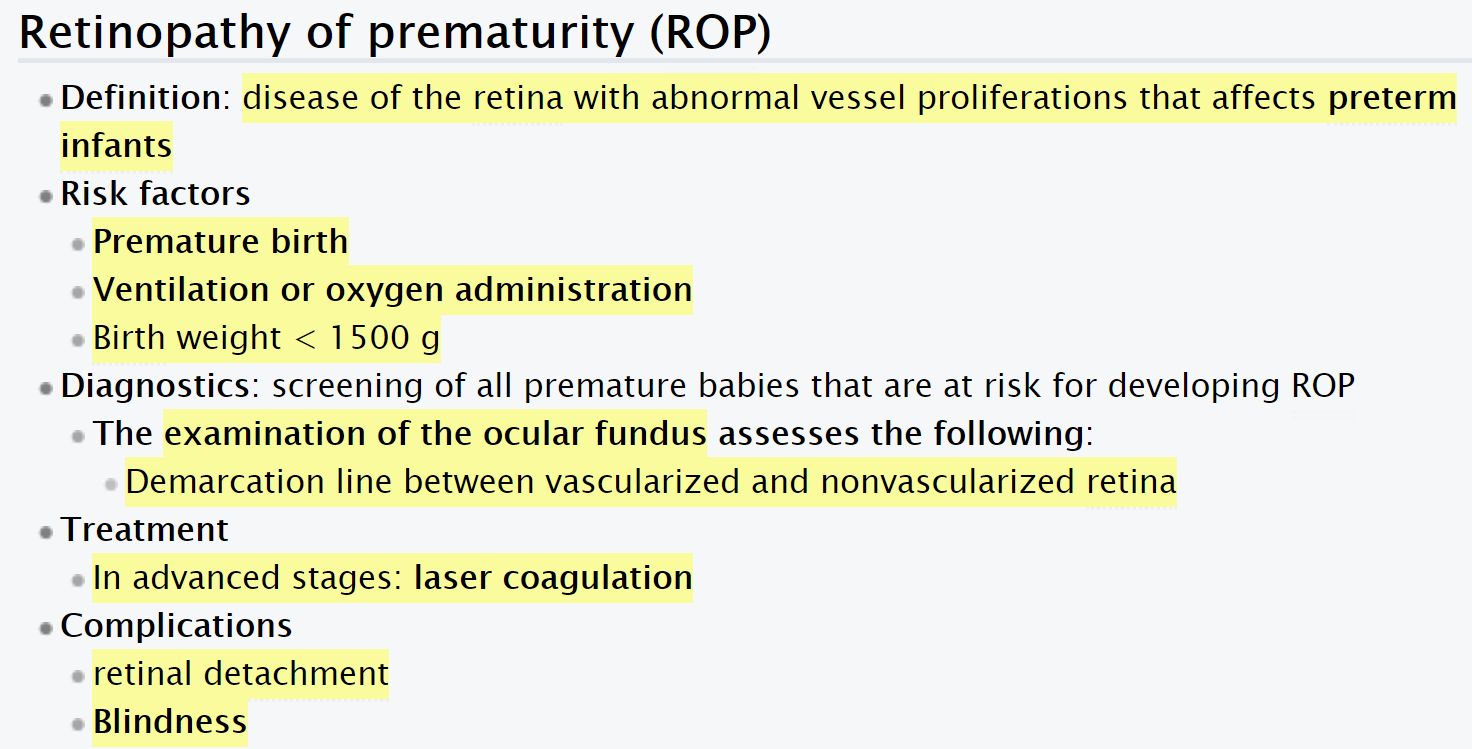 Retinopathy of prematurity (ROP)
Definition: disease of the retina with abnormal vessel proliferations that affects preterm
infants
Risk factors
Premature birth
Ventilation or oxygen administration
Birth weight < 1500 g
Diagnostics: screening of all premature babies that are at risk for developing ROP
The examination of the ocular fundus assesses the following:
Demarcation line between vascularized and nonvascularized retina
Treatment
In advanced stages: laser coagulation
Complications
retinal detachment
Blindness